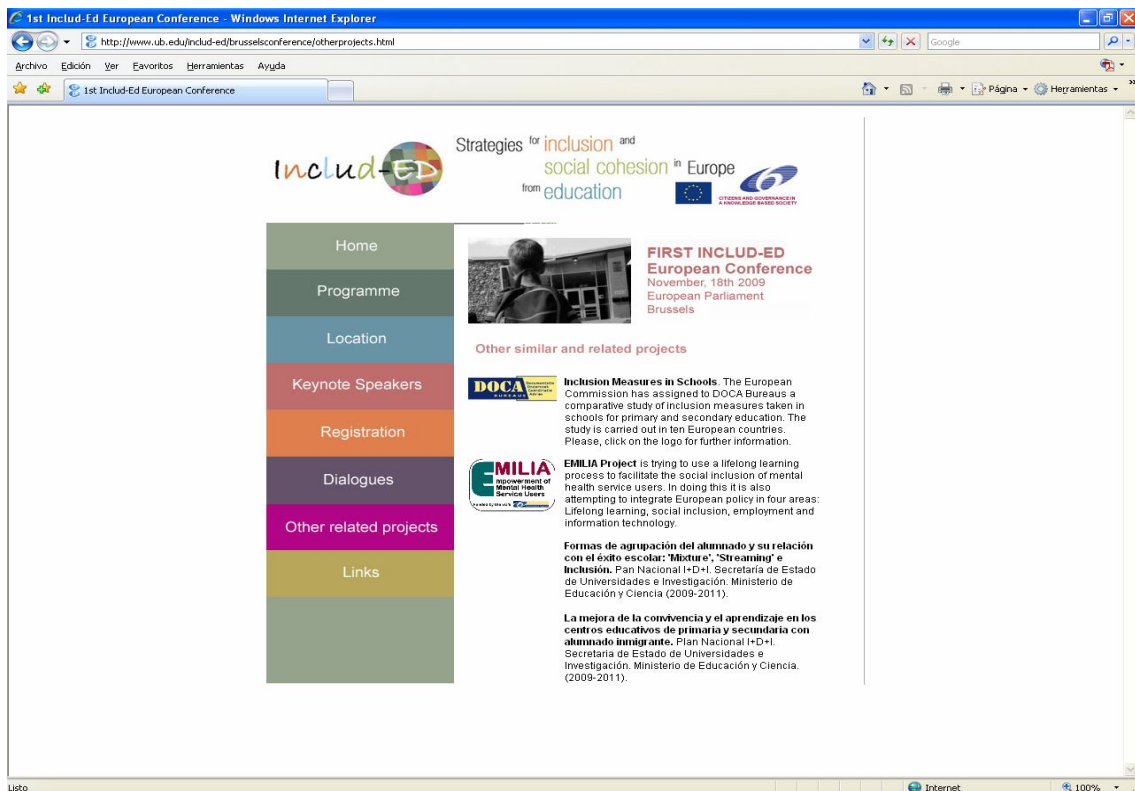 1st Includ-Ed European Conference - Windows Internet Explorer
http://www.ub.edu/includ-ed/brusselsconference/otherprojects.html
Google
Archivo Edición Ver Favoritos Herramientas Ayuda
1st Includ-Ed European Conference
Página Herramientas
Includ-ED
Strategies for inclusion and
social cohesion in Europe
from education
6
CITIZENS AND GOVERNANCE IN
A KNOWLEDGE BASED SOCIETY
Home
Programme
Location
Keynote Speakers
Registration
Dialogues
Other related projects
Links
FIRST INCLUD-ED
European Conference
November, 18th 2009
European Parliament
Brussels
Other similar and related projects
DOCA
BUREAUS
Inclusion Measures in Schools. The European
Commission has assigned to DOCA Bureaus a
comparative study of inclusion measures taken in
schools for primary and secondary education. The
study is carried out in ten European countries.
Please, click on the logo for further information.
EMILIA
Empowerment of
Mental Health
Service Users
EMILIA Project is trying to use a lifelong learning
process to facilitate the social inclusion of mental
health service users. In doing this it is also
attempting to integrate European policy in four areas:
Lifelong learning, social inclusion, employment and
information technology.
Formas de agrupación del alumnado y su relación
con el éxito escolar: 'Mixture', 'Streaming' e
Inclusión. Pan Nacional I+D+I. Secretaría de Estado
de Universidades e Investigación. Ministerio de
Educación y Ciencia (2009-2011).
La mejora de la convivencia y el aprendizaje en los
centros educativos de primaria y secundaria con
alumnado inmigrante. Plan Nacional I+D+I.
Secretaria de Estado de Universidades e
Investigación. Ministerio de Educación y Ciencia.
(2009-2011).
Listo
Internet
100%